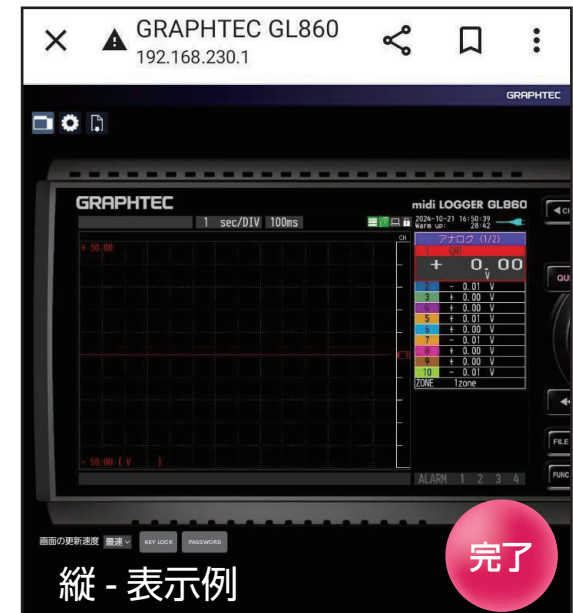 GRAPHTEC GL860
192.168.230.1
GRAPHTEC
GRAPHTEC
midi LOGGER GL860
1 sec/DIV 100ms
2024-10-21 16:50:39
Warm up: 28:42
CH
アナログ (1/2)
+ 50.00
1 CH1
+ 0.00
V
2 - 0.01 V
3 + 0.00 V
4 + 0.00 V
5 + 0.01 V
6 + 0.00 V
7 - 0.01 V
8 + 0.00 V
9 + 0.00 V
10 - 0.01 V
ZONE 1zone
- 50.00 [ V ]
ALARM 1 2 3 4
◀CH
QUI
FILE
FUNC
画面の更新速度 最速
KEY LOCK
PASSWORD
縦 - 表示例
完了